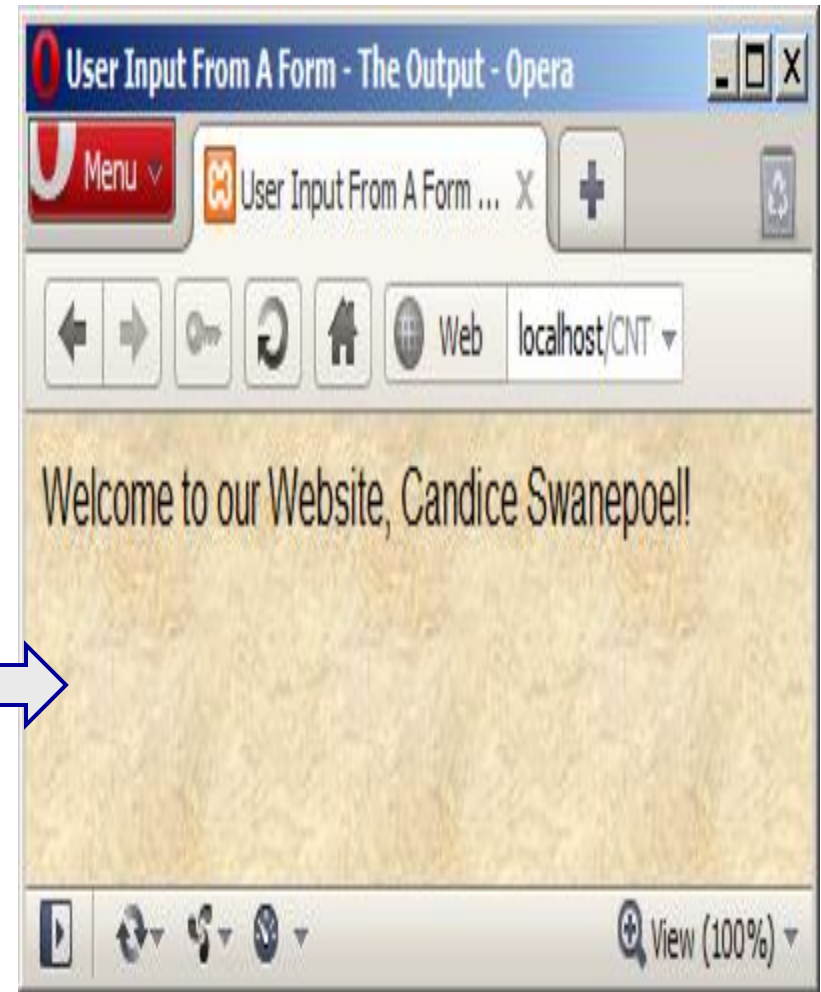 User Input From A Form - The Output - Opera
Menu
User Input From A Form ... X
Web localhost/CNT
Welcome to our Website, Candice Swanepoel!
View (100%)